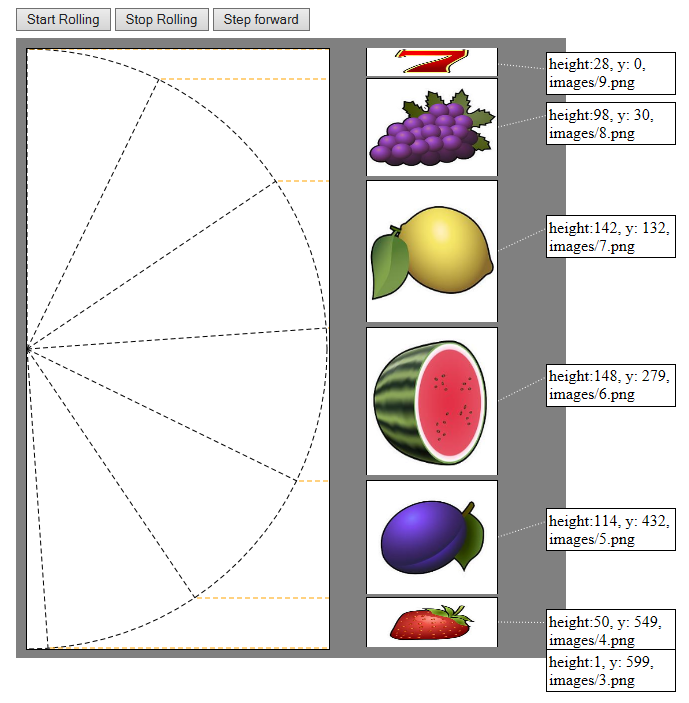 Start Rolling Stop Rolling Step forward
height:28, y: 0,
images/9.png
height:98, y: 30,
images/8.png
height:142, y: 132,
images/7.png
height:148, y: 279,
images/6.png
height:114, y: 432,
images/5.png
height:50, y: 549,
images/4.png
height:1, y: 599,
images/3.png